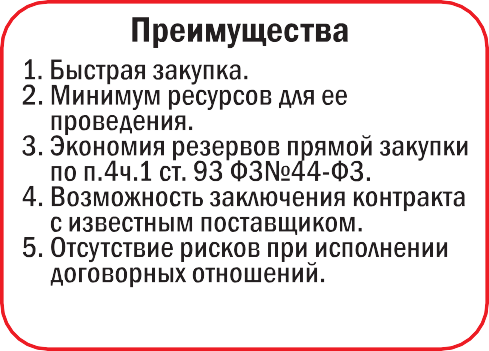 Преимущества
1. Быстрая закупка.
2. Минимум ресурсов для ее
проведения.
3. Экономия резервов прямой закупки
по п.4ч.1 ст. 93 ФЗ№44-ФЗ.
4. Возможность заключения контракта
с известным поставщиком.
5. Отсутствие рисков при исполнении
договорных отношений.